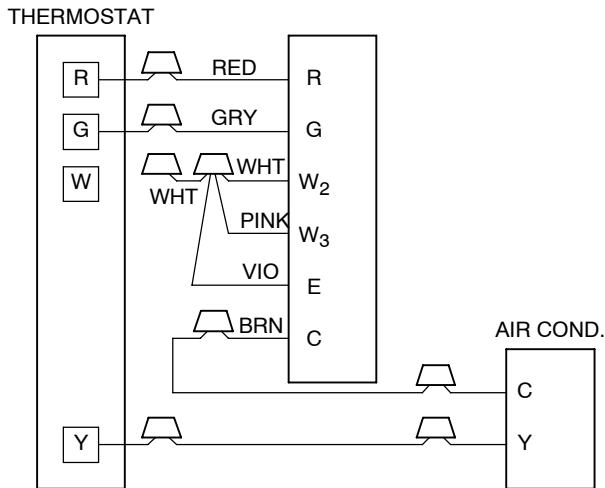 THERMOSTAT
R RED R
G GRY G
W WHT WHT W2
PINK W3
VIO E
BRN C
AIR COND.
C
Y Y